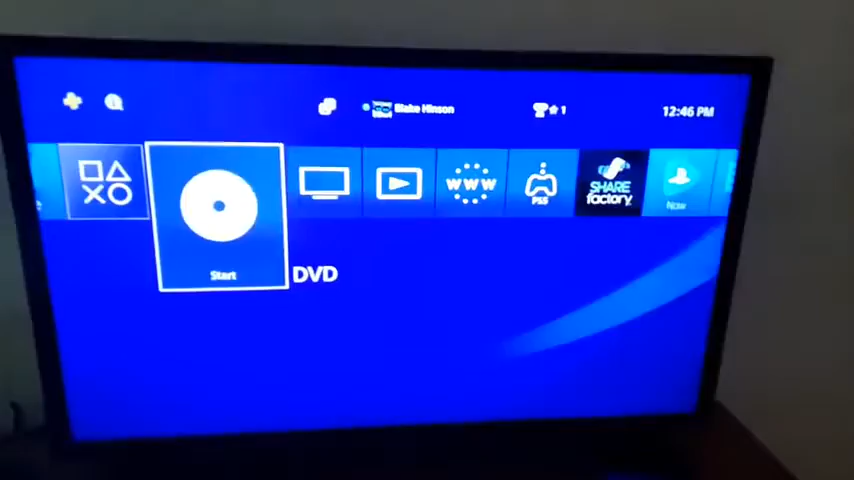 Blake Hinson
1
12:46 PM
WWW
PS5
SHARE
factory
Now
Start
DVD